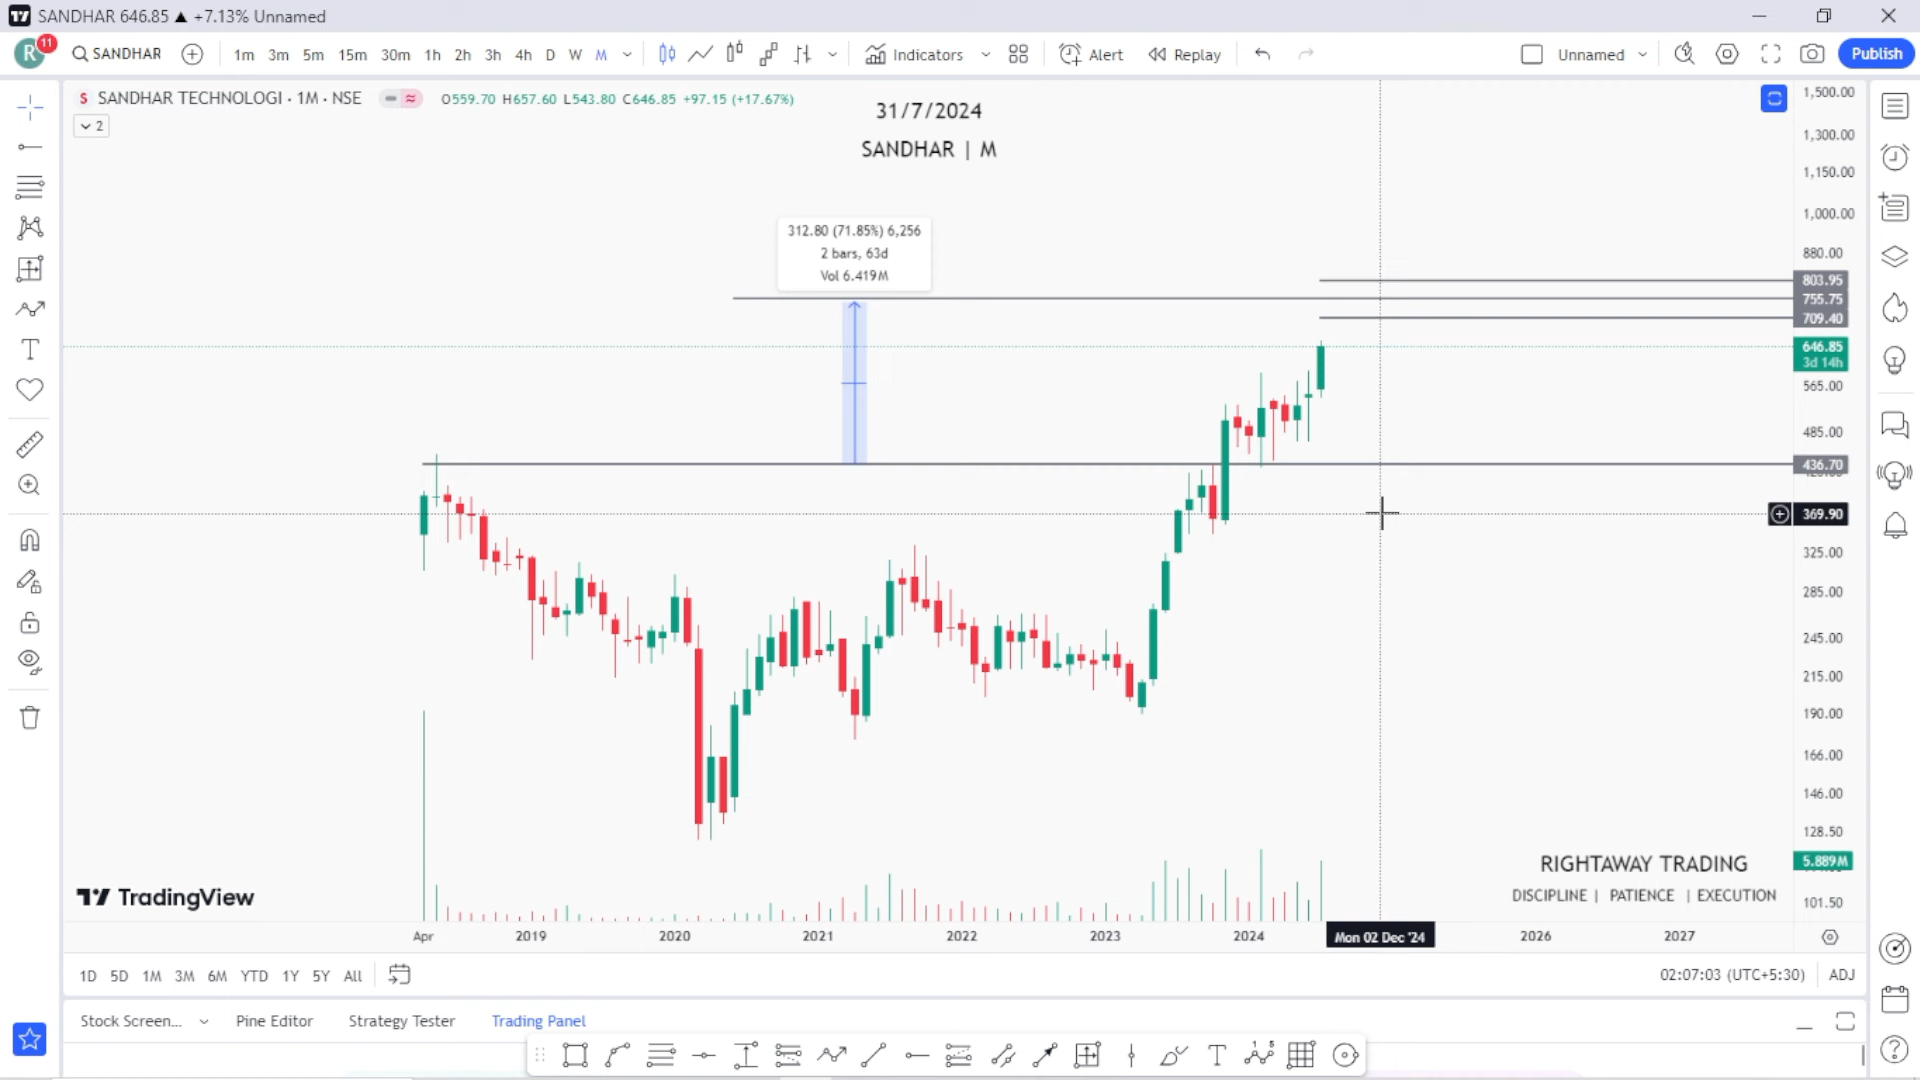 SANDHAR 646.85 ▲ +7.13% Unnamed
R 11 SANDHAR 1m 3m 5m 15m 30m 1h 2h 3h 4h D W M Indicators Alert Replay Unnamed Publish
S SANDHAR TECHNOLOGI · 1M · NSE O559.70 H657.60 L543.80 C646.85 +97.15 (+17.67%)
2
31/7/2024
SANDHAR | M
312.80 (71.85%) 6,256
2 bars, 63d
Vol 6.419M
1,500.00
1,300.00
1,150.00
1,000.00
880.00
803.95
755.75
709.40
646.85
3d 14h
565.00
485.00
436.70
369.90
325.00
285.00
245.00
215.00
190.00
166.00
146.00
128.50
5.889M
101.50
RIGHTAWAY TRADING
DISCIPLINE | PATIENCE | EXECUTION
TradingView
Apr 2019 2020 2021 2022 2023 2024 Mon 02 Dec '24 2026 2027
1D 5D 1M 3M 6M YTD 1Y 5Y All 02:07:03 (UTC+5:30) ADJ
Stock Screen... Pine Editor Strategy Tester Trading Panel